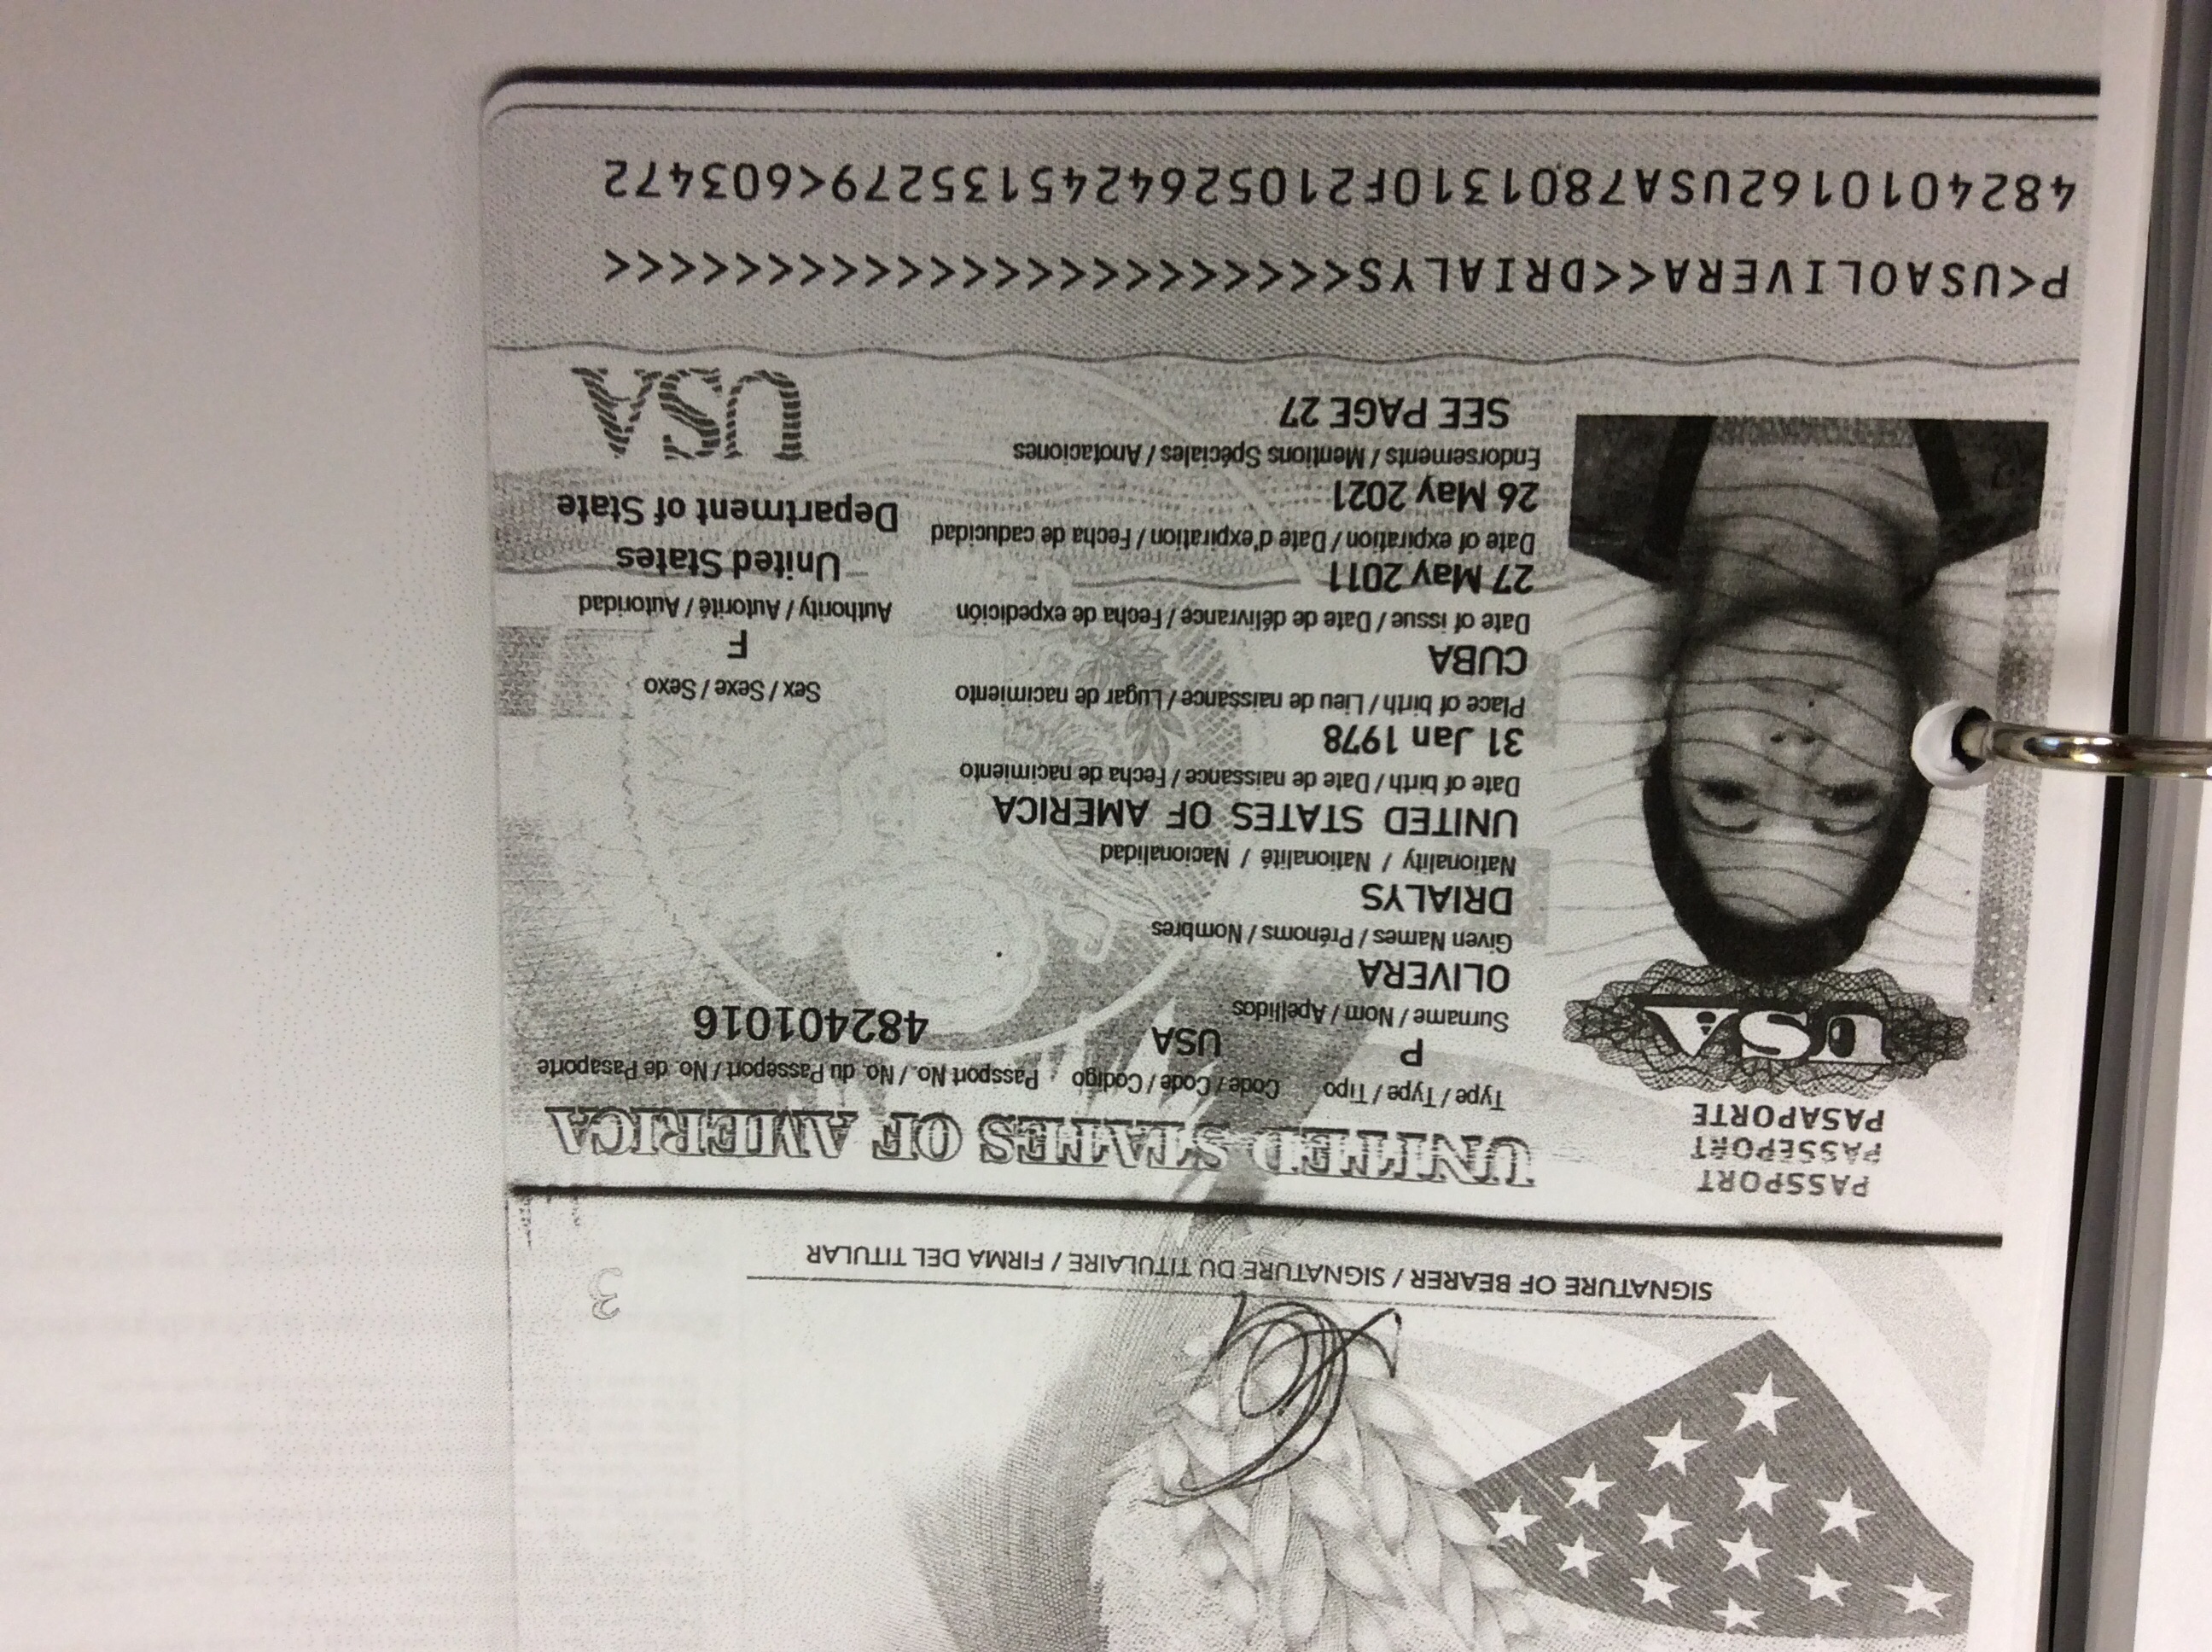 SIGNATURE OF BEARER / SIGNATURE DU TITULAIRE / FIRMA DEL TITULAR
3
PASSPORT
PASSEPORT
PASAPORTE
USA
UNITED STATES OF AMERICA
Type / Type / Tipo Code / Code / Codigo Passport No. / No. du Passeport / No. de Pasaporte
P USA 482401016
Surname / Nom / Apellidos
OLIVERA
Given Names / Prénoms / Nombres
DRIALYS
Nationality / Nationalité / Nacionalidad
UNITED STATES OF AMERICA
Date of birth / Date de naissance / Fecha de nacimiento
31 Jan 1978
Place of birth / Lieu de naissance / Lugar de nacimiento Sex / Sexe / Sexo
CUBA F
Date of issue / Date de délivrance / Fecha de expedición Authority / Autorité / Autoridad
27 May 2011 United States
Date of expiration / Date d'expiration / Fecha de caducidad Department of State
26 May 2021
Endorsements / Mentions Spéciales / Anotaciones
SEE PAGE 27
USA
P<USAOLIVERA<<DRIALYS<<<<<<<<<<<<<<<<<<<<<<<
4824010162USA7801310F2105264245135279<603472